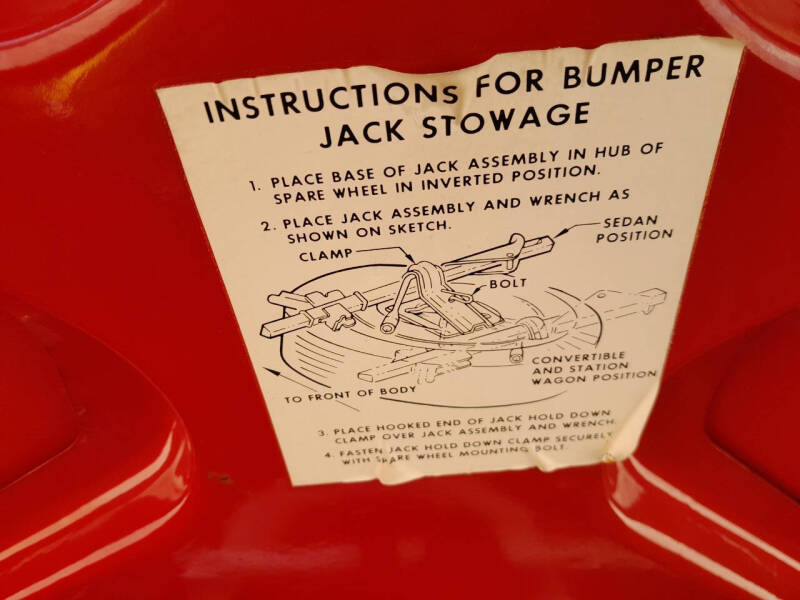 INSTRUCTIONS FOR BUMPER
JACK STOWAGE
1. PLACE BASE OF JACK ASSEMBLY IN HUB OF
SPARE WHEEL IN INVERTED POSITION.
2. PLACE JACK ASSEMBLY AND WRENCH AS
SHOWN ON SKETCH.
CLAMP
SEDAN
POSITION
BOLT
CONVERTIBLE
AND STATION
WAGON POSITION
TO FRONT OF BODY
3. PLACE HOOKED END OF JACK HOLD DOWN
CLAMP OVER JACK ASSEMBLY AND WRENCH.
4. FASTEN JACK HOLD DOWN CLAMP SECURELY
WITH SPARE WHEEL MOUNTING BOLT.